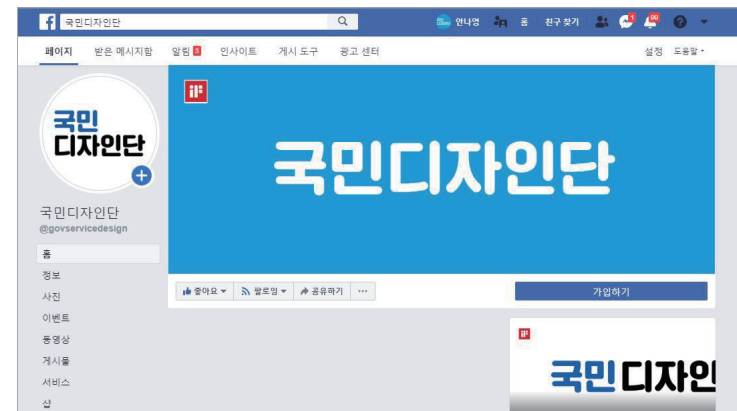 국민디자인단
안나영 홈 친구 찾기 1 99
페이지 받은 메시지함 알림 3 인사이트 게시 도구 광고 센터 설정 도움말
iF
국민
디자인단
국민디자인단
국민디자인단
@govservicedesign
홈
정보
사진
이벤트
동영상
게시물
서비스
샵
좋아요 팔로잉 공유하기 ...
가입하기
iF
국민디자인